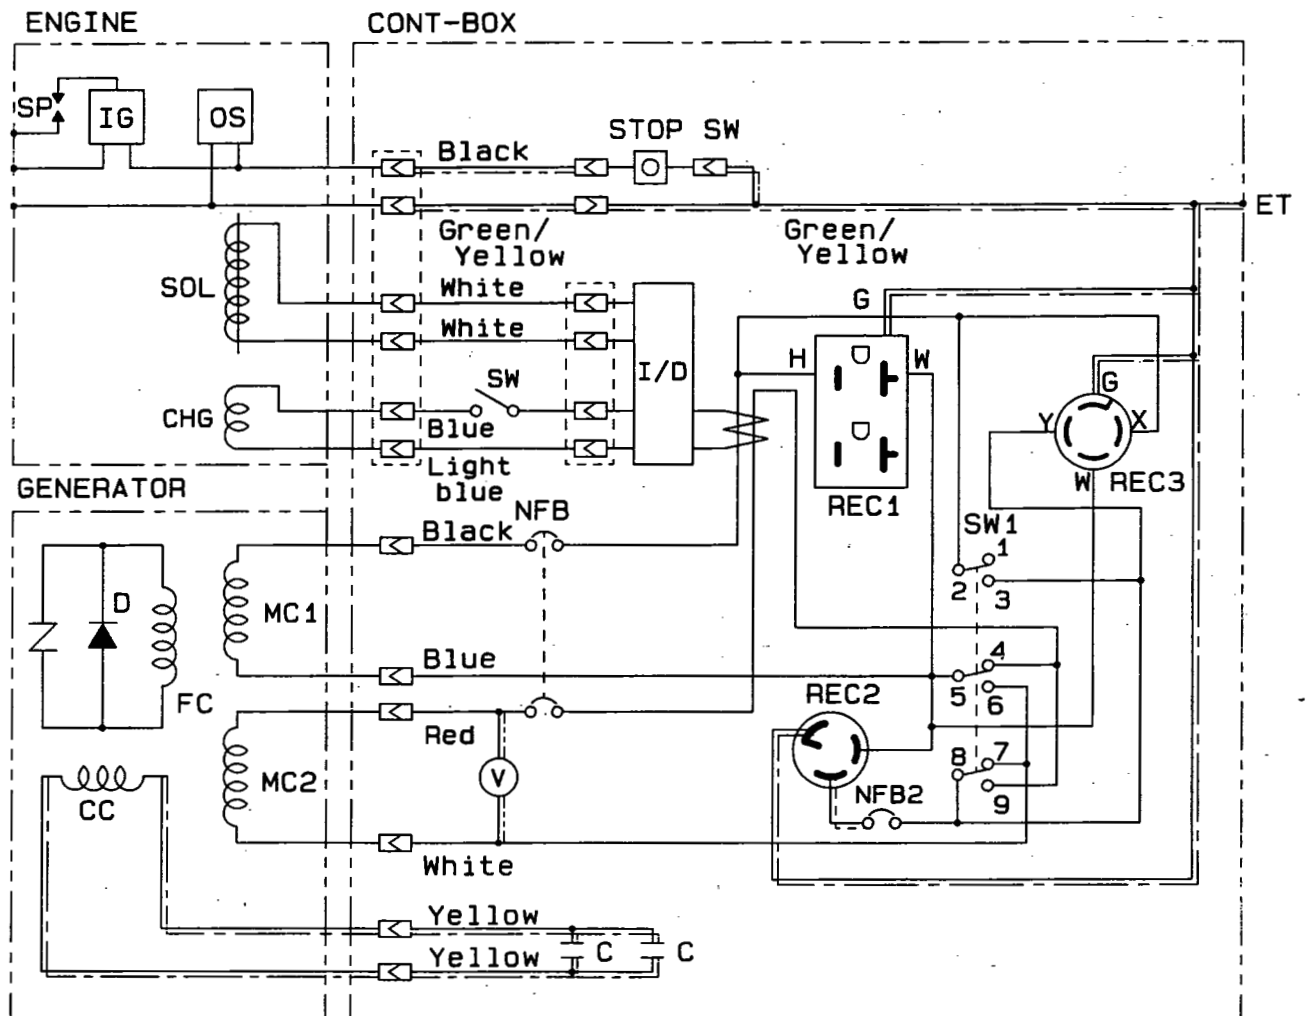 ENGINE
CONT-BOX
SP
IG
OS
STOP SW
Black
ET
Green/
Yellow
Green/
Yellow
SOL
White
White
G
I/D
H
W
SW
G
CHG
Blue
Y
X
Light
blue
W
REC3
GENERATOR
NFB
REC1
Black
SW1
1
2
3
D
MC1
Blue
4
5
6
REC2
FC
Red
7
8
9
V
MC2
CC
NFB2
White
Yellow
Yellow
C
C